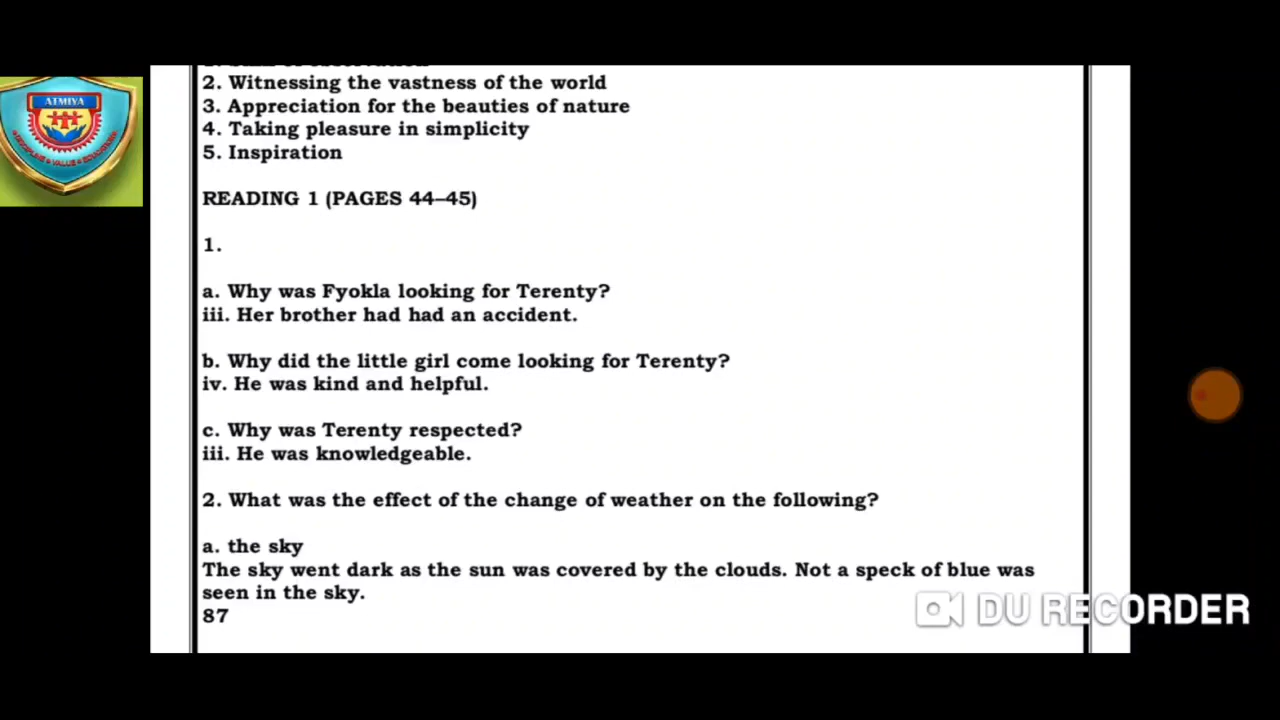 ATMIYA
2. Witnessing the vastness of the world
3. Appreciation for the beauties of nature
4. Taking pleasure in simplicity
5. Inspiration
READING 1 (PAGES 44–45)
1.
a. Why was Fyokla looking for Terenty?
iii. Her brother had had an accident.
b. Why did the little girl come looking for Terenty?
iv. He was kind and helpful.
c. Why was Terenty respected?
iii. He was knowledgeable.
2. What was the effect of the change of weather on the following?
a. the sky
The sky went dark as the sun was covered by the clouds. Not a speck of blue was
seen in the sky.
87
DU RECORDER